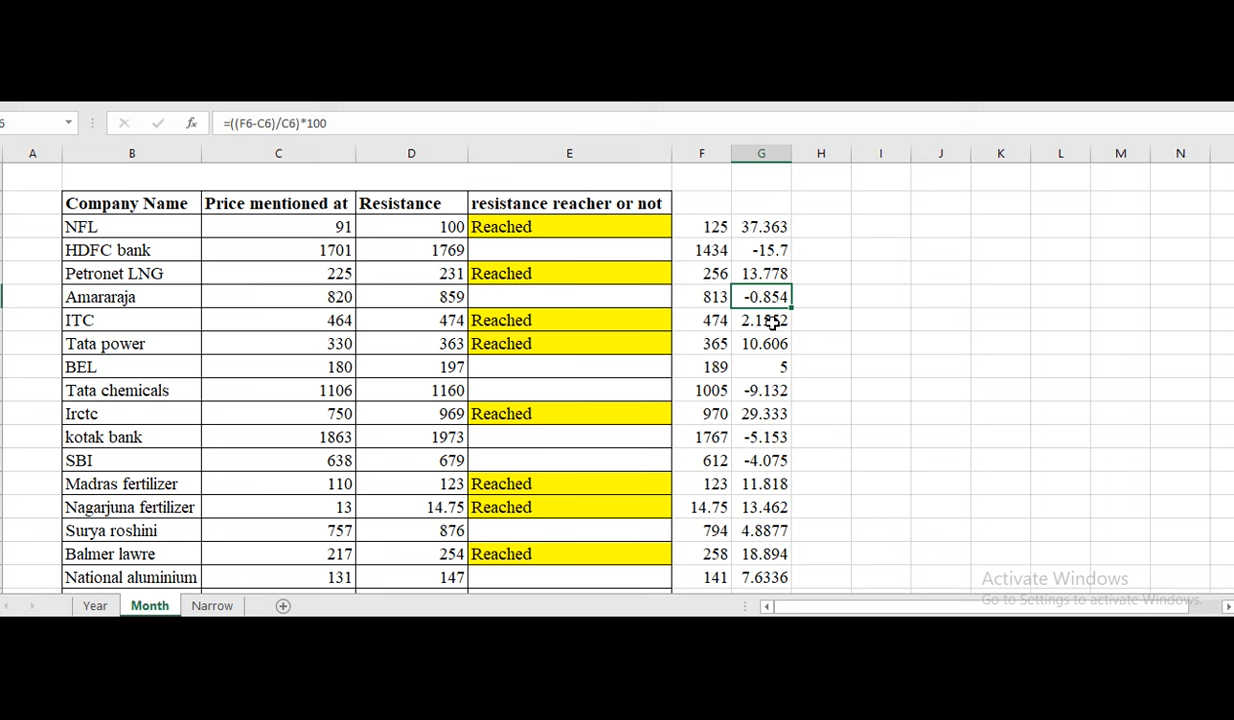 6 fx =((F6-C6)/C6)*100
A B C D E F G H I J K L M N
Company Name Price mentioned at Resistance resistance reacher or not
NFL 91 100 Reached 125 37.363
HDFC bank 1701 1769 1434 -15.7
Petronet LNG 225 231 Reached 256 13.778
Amararaja 820 859 813 -0.854
ITC 464 474 Reached 474
Tata power 330 363 Reached 365 10.606
BEL 180 197 189 5
Tata chemicals 1106 1160 1005 -9.132
Irctc 750 969 Reached 970 29.333
kotak bank 1863 1973 1767 -5.153
SBI 638 679 612 -4.075
Madras fertilizer 110 123 Reached 123 11.818
Nagarjuna fertilizer 13 14.75 Reached 14.75 13.462
Surya roshini 757 876 794 4.8877
Balmer lawre 217 254 Reached 258 18.894
National aluminium 131 147 141 7.6336
Activate Windows
Go to Settings to activate Windows.
Year Month Narrow